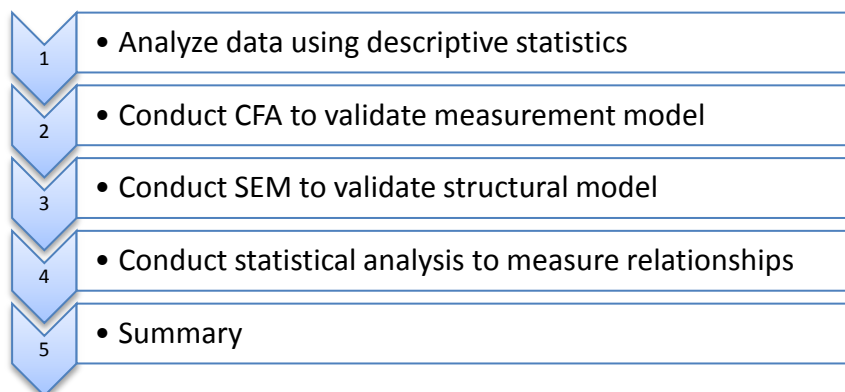 1 • Analyze data using descriptive statistics
2 • Conduct CFA to validate measurement model
3 • Conduct SEM to validate structural model
4 • Conduct statistical analysis to measure relationships
5 • Summary